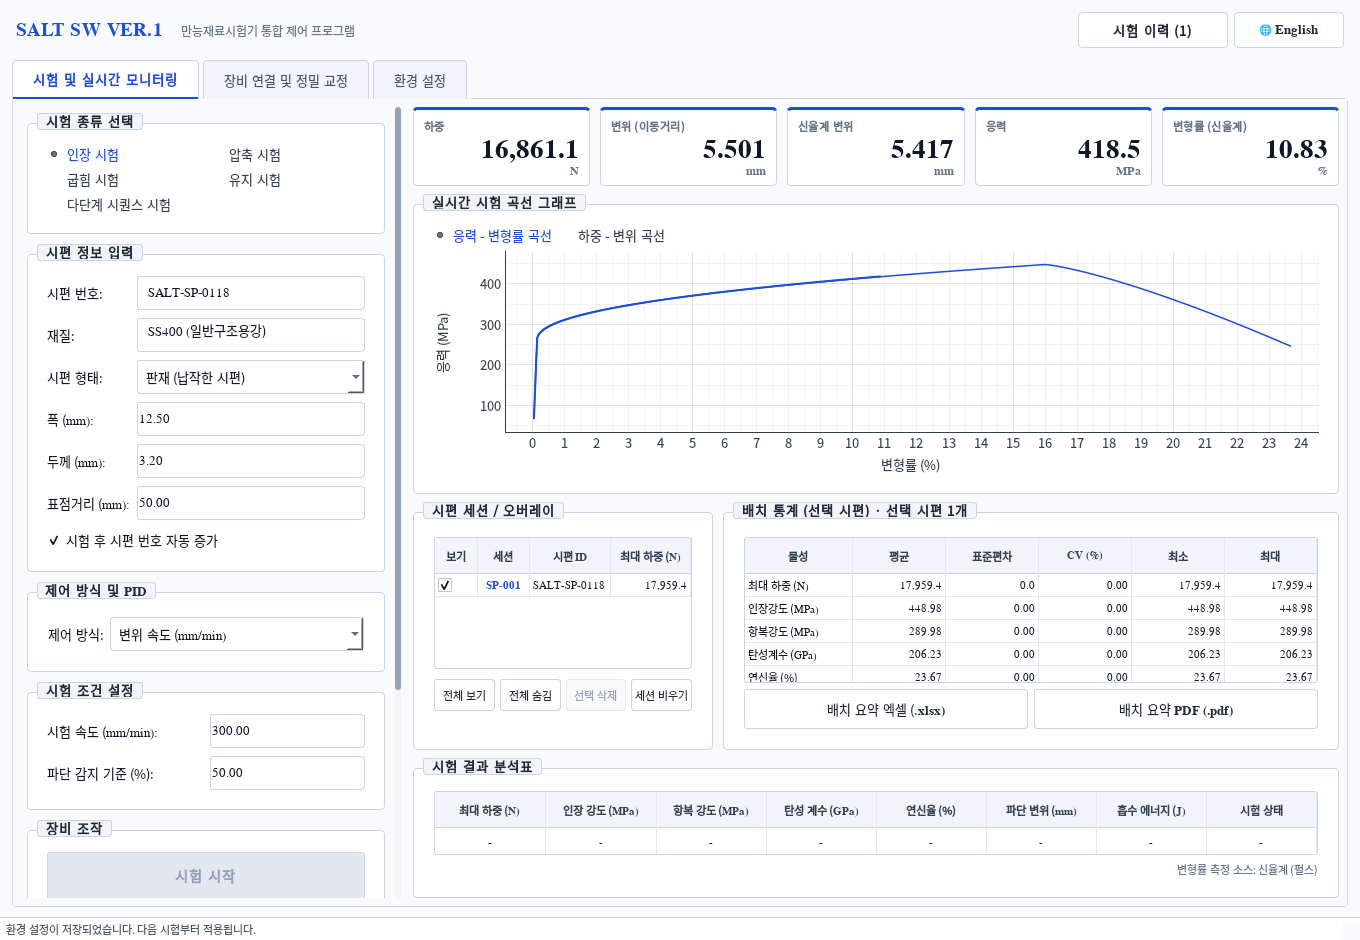 SALT SW VER.1 만능재료시험기 통합 제어 프로그램
시험 이력 (1)
🌐 English
시험 및 실시간 모니터링
장비 연결 및 정밀 교정
환경 설정
시험 종류 선택
인장 시험 압축 시험
굽힘 시험 유지 시험
다단계 시퀀스 시험
시편 정보 입력
시편 번호: SALT-SP-0118
재질: SS400 (일반구조용강)
시편 형태: 판재 (납작한 시편)
폭 (mm): 12.50
두께 (mm): 3.20
표점거리 (mm): 50.00
시험 후 시편 번호 자동 증가
제어 방식 및 PID
제어 방식: 변위 속도 (mm/min)
시험 조건 설정
시험 속도 (mm/min): 300.00
파단 감지 기준 (%): 50.00
장비 조작
시험 시작
하중
16,861.1
N
변위 (이동거리)
5.501
mm
신율계 변위
5.417
mm
응력
418.5
MPa
변형률 (신율계)
10.83
%
실시간 시험 곡선 그래프
응력 - 변형률 곡선 하중 - 변위 곡선
응력 (MPa)
400
300
200
100
0 1 2 3 4 5 6 7 8 9 10 11 12 13 14 15 16 17 18 19 20 21 22 23 24
변형률 (%)
시편 세션 / 오버레이
보기 세션 시편 ID 최대 하중 (N)
SP-001 SALT-SP-0118 17,959.4
전체 보기 전체 숨김 선택 삭제 세션 비우기
배치 통계 (선택 시편) · 선택 시편 1개
물성 평균 표준편차 CV (%) 최소 최대
최대 하중 (N) 17,959.4 0.0 0.00 17,959.4 17,959.4
인장강도 (MPa) 448.98 0.00 0.00 448.98 448.98
항복강도 (MPa) 289.98 0.00 0.00 289.98 289.98
탄성계수 (GPa) 206.23 0.00 0.00 206.23 206.23
연신율 (%) 23.67 0.00 0.00 23.67 23.67
배치 요약 엑셀 (.xlsx) 배치 요약 PDF (.pdf)
시험 결과 분석표
최대 하중 (N) 인장 강도 (MPa) 항복 강도 (MPa) 탄성 계수 (GPa) 연신율 (%) 파단 변위 (mm) 흡수 에너지 (J) 시험 상태
- - - - - - - -
변형률 측정 소스: 신율계 (펄스)
환경 설정이 저장되었습니다. 다음 시험부터 적용됩니다.